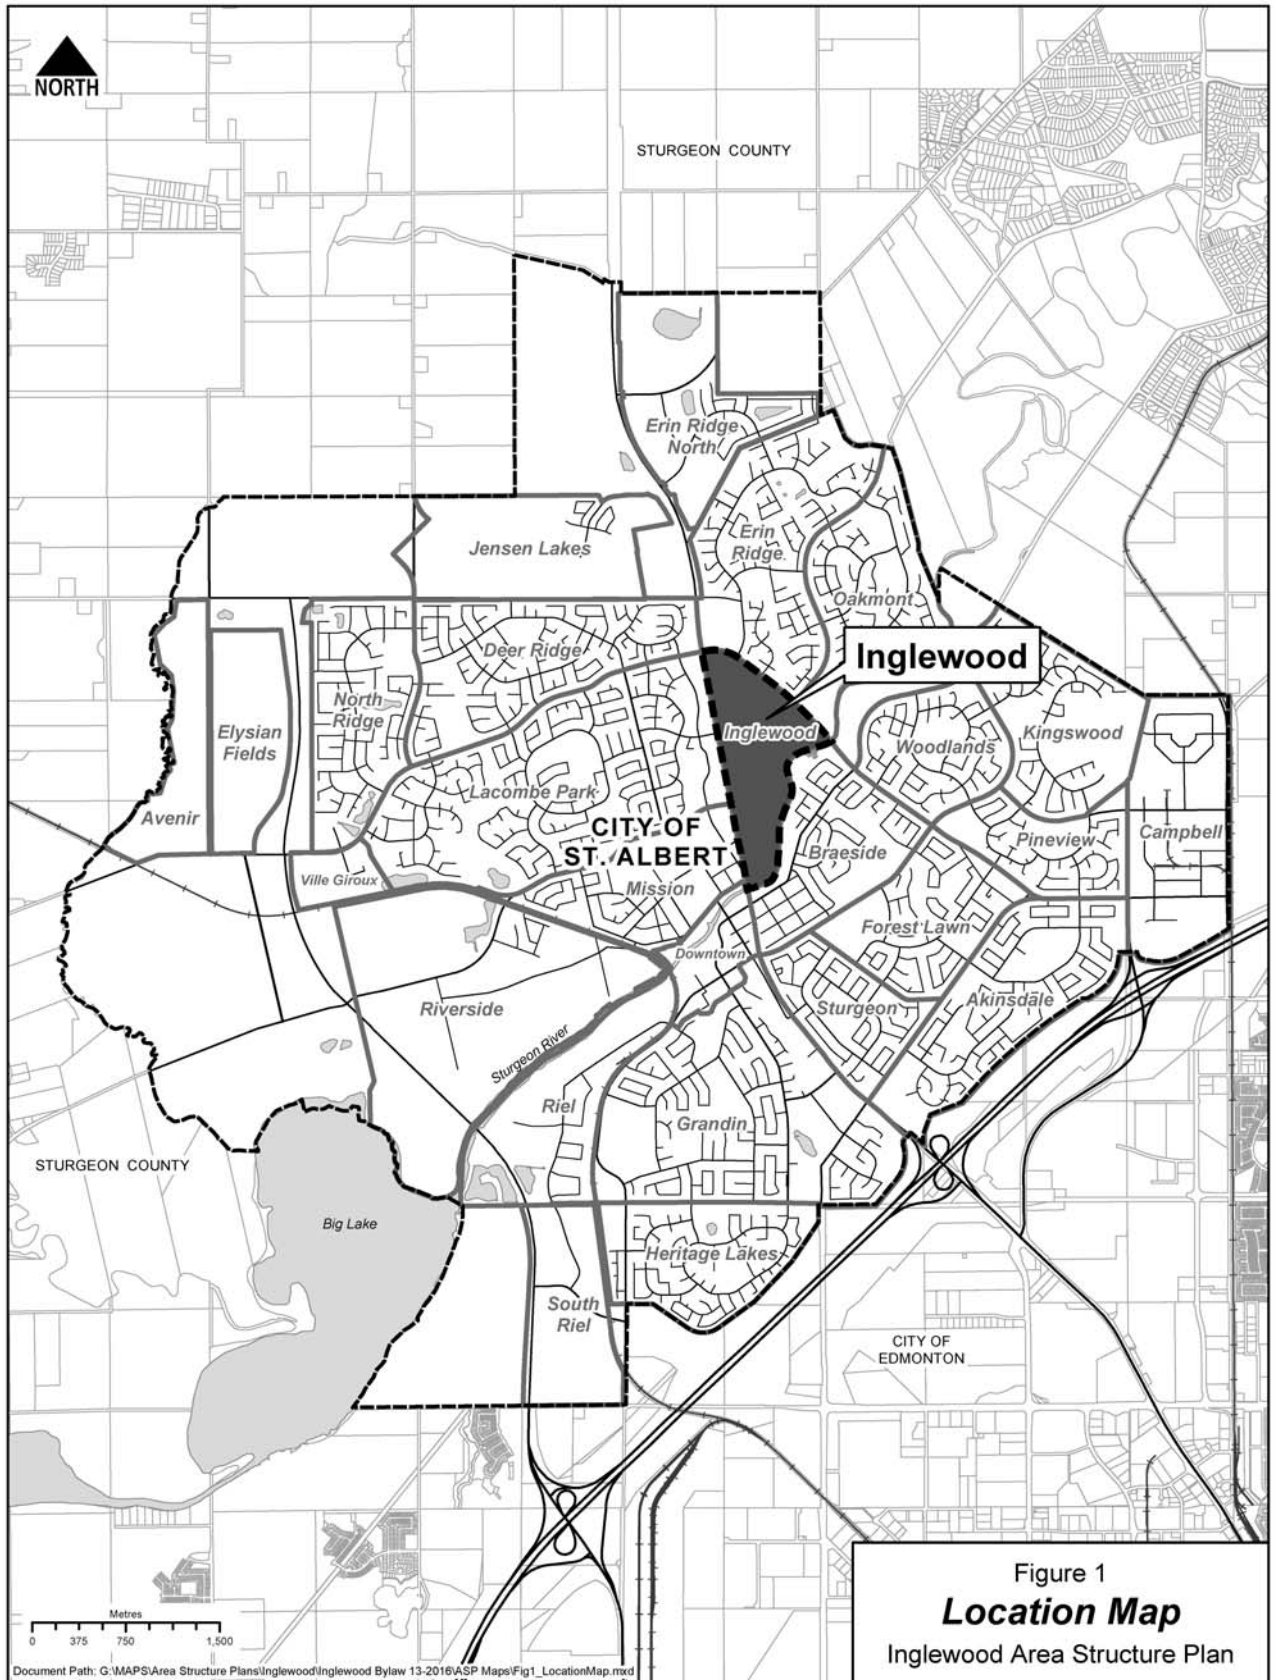 NORTH
STURGEON COUNTY
Erin Ridge
North
Jensen Lakes
Erin
Ridge
Oakmont
Inglewood
Deer Ridge
North
Ridge
Elysian
Fields
Inglewood
Woodlands
Kingswood
Lacombe Park
Avenir
CITY OF
ST. ALBERT
Braeside
Pineview
Campbell
Ville Giroux
Mission
Forest Lawn
Downtown
Riverside
Sturgeon
Akinsdale
Sturgeon River
Riel
Grandin
STURGEON COUNTY
Big Lake
Heritage Lakes
South
Riel
CITY OF
EDMONTON
Figure 1
Location Map
Inglewood Area Structure Plan
Metres
0 375 750 1,500
Document Path: G:\MAPS\Area Structure Plans\Inglewood\Inglewood Bylaw 13-2016\ASP Maps\Fig1_LocationMap.mxd